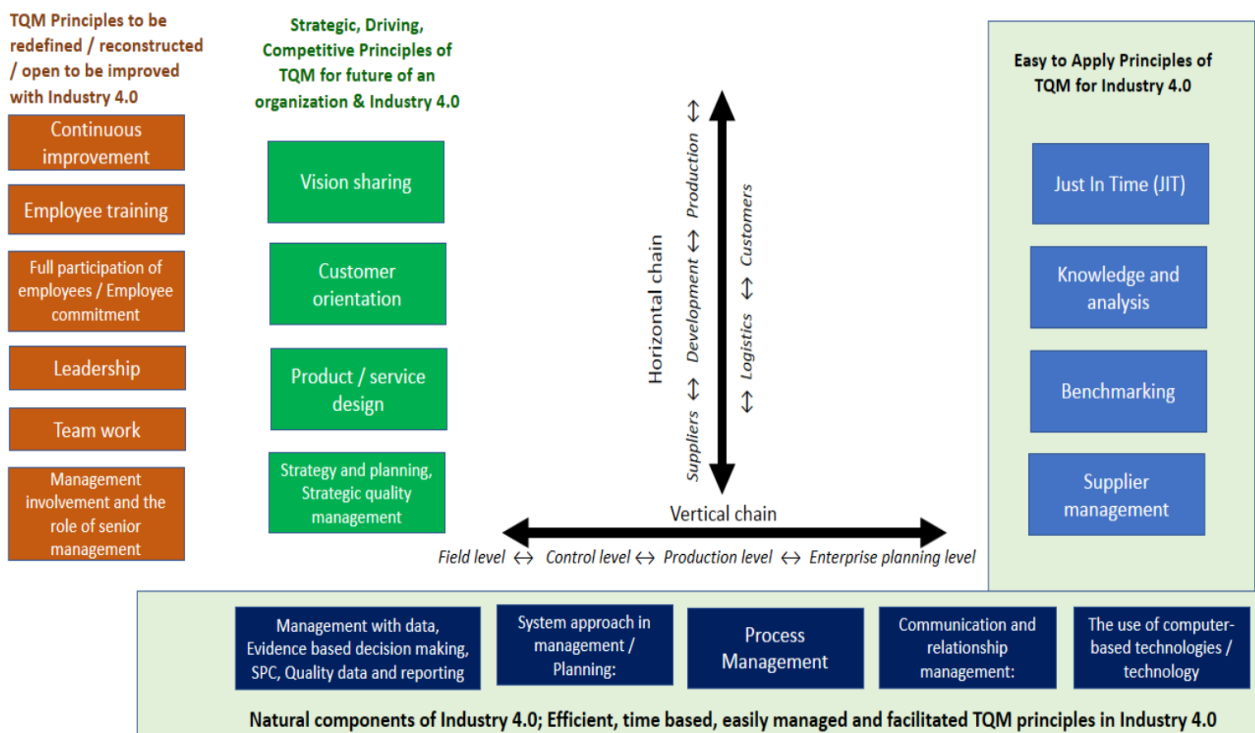 TQM Principles to be
redefined / reconstructed
/ open to be improved
with Industry 4.0
Continuous
improvement
Employee training
Full participation of
employees / Employee
commitment
Leadership
Team work
Management
involvement and the
role of senior
management
Strategic, Driving,
Competitive Principles of
TQM for future of an
organization & Industry 4.0
Vision sharing
Customer
orientation
Product / service
design
Strategy and planning,
Strategic quality
management
Horizontal chain
Suppliers ↔ Development ↔ Production ↔
↔ Logistics ↔ Customers
Vertical chain
Field level ↔ Control level ↔ Production level ↔ Enterprise planning level
Easy to Apply Principles of
TQM for Industry 4.0
Just In Time (JIT)
Knowledge and
analysis
Benchmarking
Supplier
management
Management with data,
Evidence based decision making,
SPC, Quality data and reporting
System approach in
management /
Planning:
Process
Management
Communication and
relationship
management:
The use of computer-
based technologies /
technology
Natural components of Industry 4.0; Efficient, time based, easily managed and facilitated TQM principles in Industry 4.0